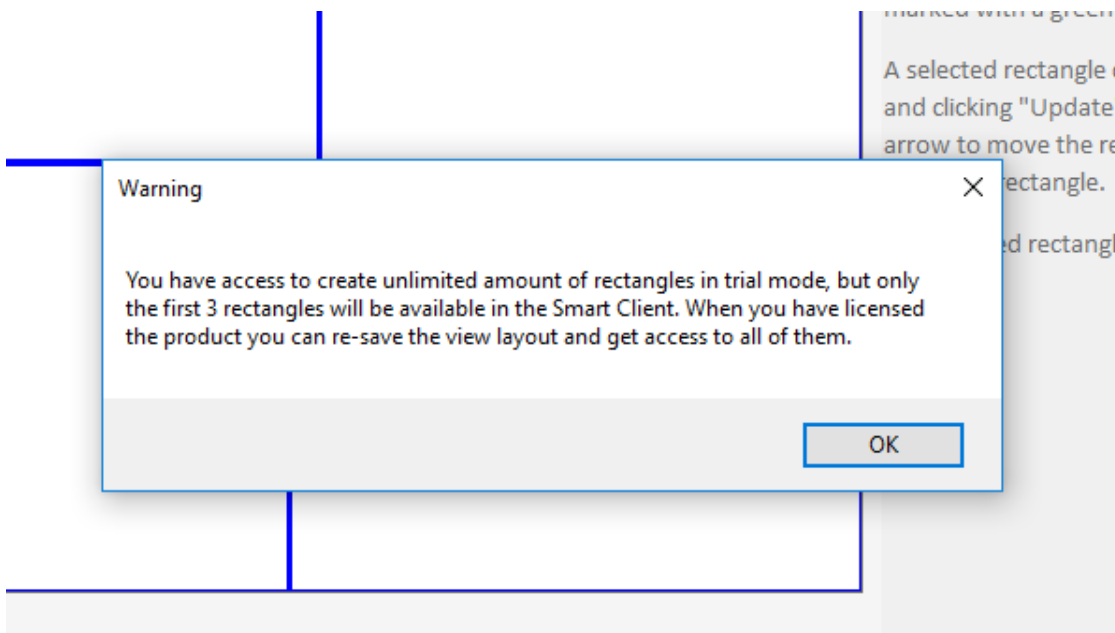 marked with a green
A selected rectangle
and clicking "Update
arrow to move the re
rectangle.
ed rectangl
Warning
You have access to create unlimited amount of rectangles in trial mode, but only
the first 3 rectangles will be available in the Smart Client. When you have licensed
the product you can re-save the view layout and get access to all of them.
OK